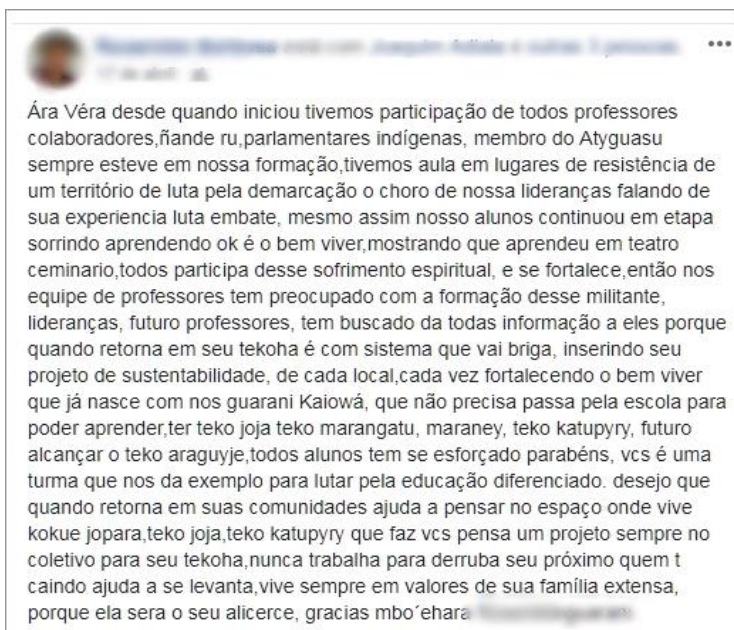 Ára Véra desde quando iniciou tivemos participação de todos professores
colaboradores,ñande ru,parlamentares indígenas, membro do Atyguasu
sempre esteve em nossa formação,tivemos aula em lugares de resistência de
um território de luta pela demarcação o choro de nossa lideranças falando de
sua experiencia luta embate, mesmo assim nosso alunos continuou em etapa
sorrindo aprendendo ok é o bem viver,mostrando que aprendeu em teatro
ceminario,todos participa desse sofrimento espiritual, e se fortalece,então nos
equipe de professores tem preocupado com a formação desse militante,
lideranças, futuro professores, tem buscado da todas informação a eles porque
quando retorna em seu tekoha é com sistema que vai briga, inserindo seu
projeto de sustentabilidade, de cada local,cada vez fortalecendo o bem viver
que já nasce com nos guarani Kaiowá, que não precisa passa pela escola para
poder aprender,ter teko joja teko marangatu, maraney, teko katupyry, futuro
alcançar o teko araguyje,todos alunos tem se esforçado parabéns, vcs é uma
turma que nos da exemplo para lutar pela educação diferenciado. desejo que
quando retorna em suas comunidades ajuda a pensar no espaço onde vive
kokue jopara,teko joja,teko katupyry que faz vcs pensa um projeto sempre no
coletivo para seu tekoha,nunca trabalha para derruba seu próximo quem t
caindo ajuda a se levanta,vive sempre em valores de sua família extensa,
porque ela sera o seu alicerce, gracias mbo´ehara